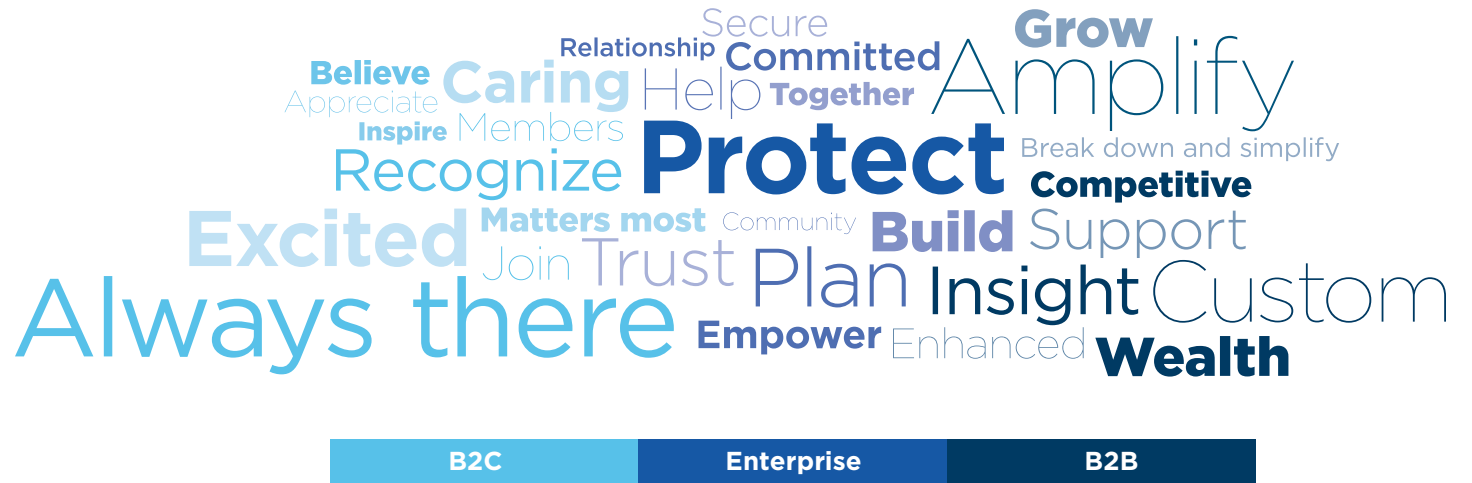 Secure
Grow
Relationship
Committed
Amplify
Believe
Caring
Help
Together
Appreciate
Inspire
Members
Protect
Break down and simplify
Recognize
Competitive
Excited
Matters most
Community
Build
Support
Join
Trust
Plan
Insight
Custom
Always there
Empower
Enhanced
Wealth
B2C
Enterprise
B2B